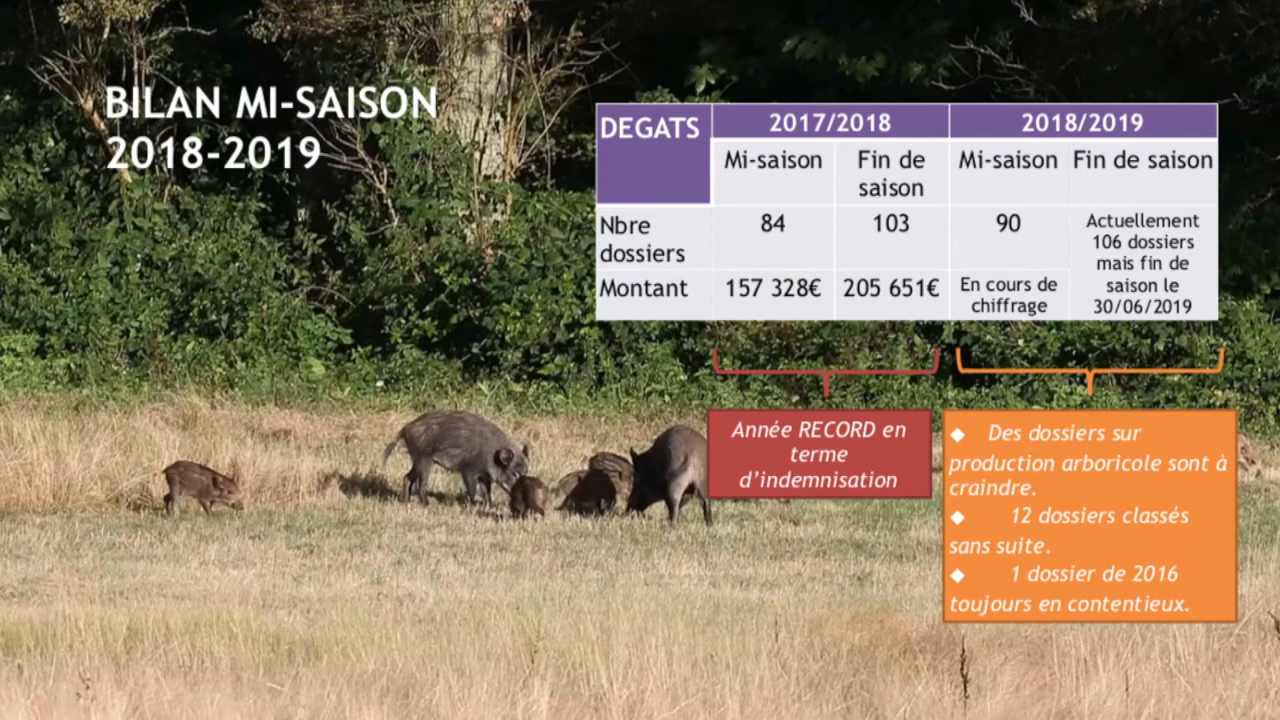 BILAN MI-SAISON
2018-2019
DEGATS
2017/2018
2018/2019
Mi-saison
Fin de
saison
Mi-saison
Fin de saison
Nbre
dossiers
84
103
90
Actuellement
106 dossiers
mais fin de
saison le
30/06/2019
Montant
157 328€
205 651€
En cours de
chiffrage
Année RECORD en
terme
d'indemnisation
◆ Des dossiers sur
production arboricole sont à
craindre.
◆ 12 dossiers classés
sans suite.
◆ 1 dossier de 2016
toujours en contentieux.